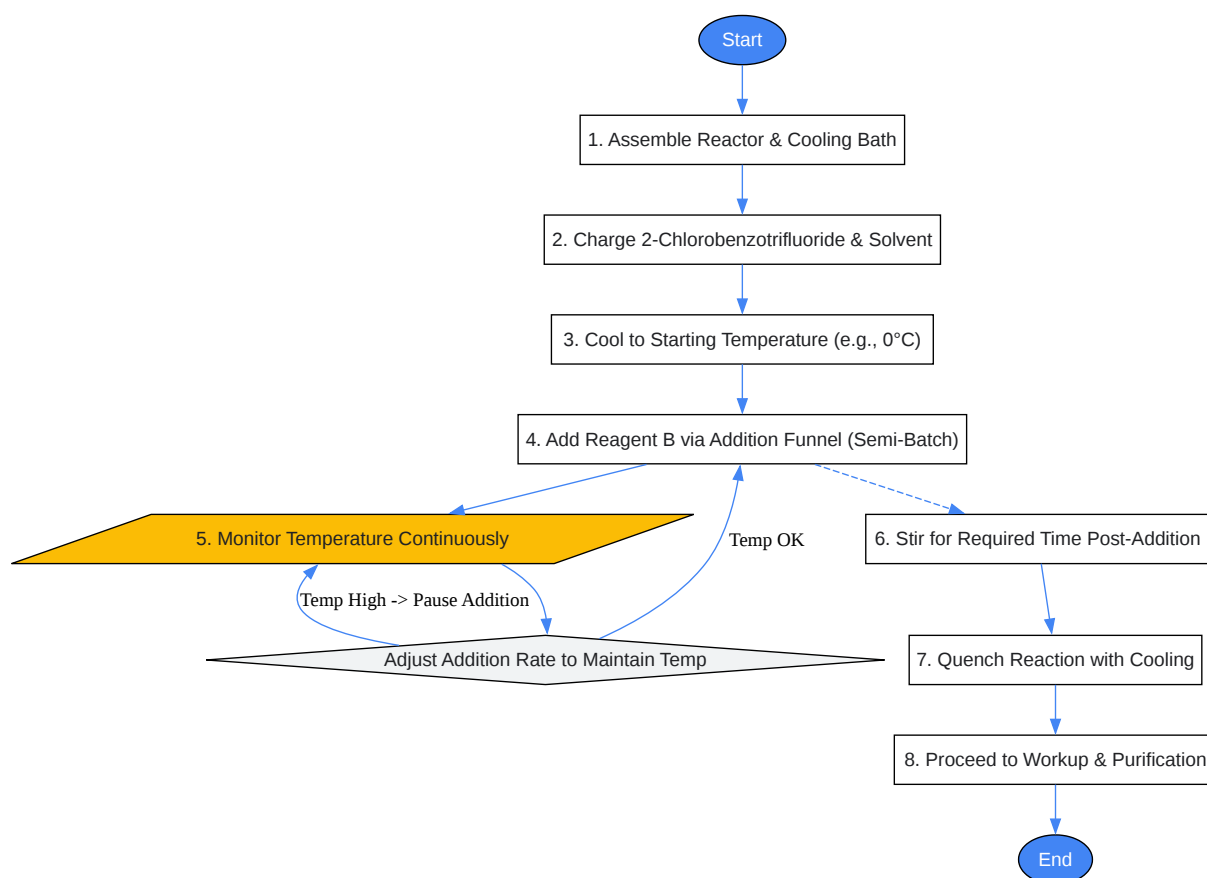 Start
1. Assemble Reactor & Cooling Bath
2. Charge 2-Chlorobenzotrifluoride & Solvent
3. Cool to Starting Temperature (e.g., 0°C)
4. Add Reagent B via Addition Funnel (Semi-Batch)
5. Monitor Temperature Continuously
Temp OK
6. Stir for Required Time Post-Addition
Temp High -> Pause Addition
Adjust Addition Rate to Maintain Temp
7. Quench Reaction with Cooling
8. Proceed to Workup & Purification
End